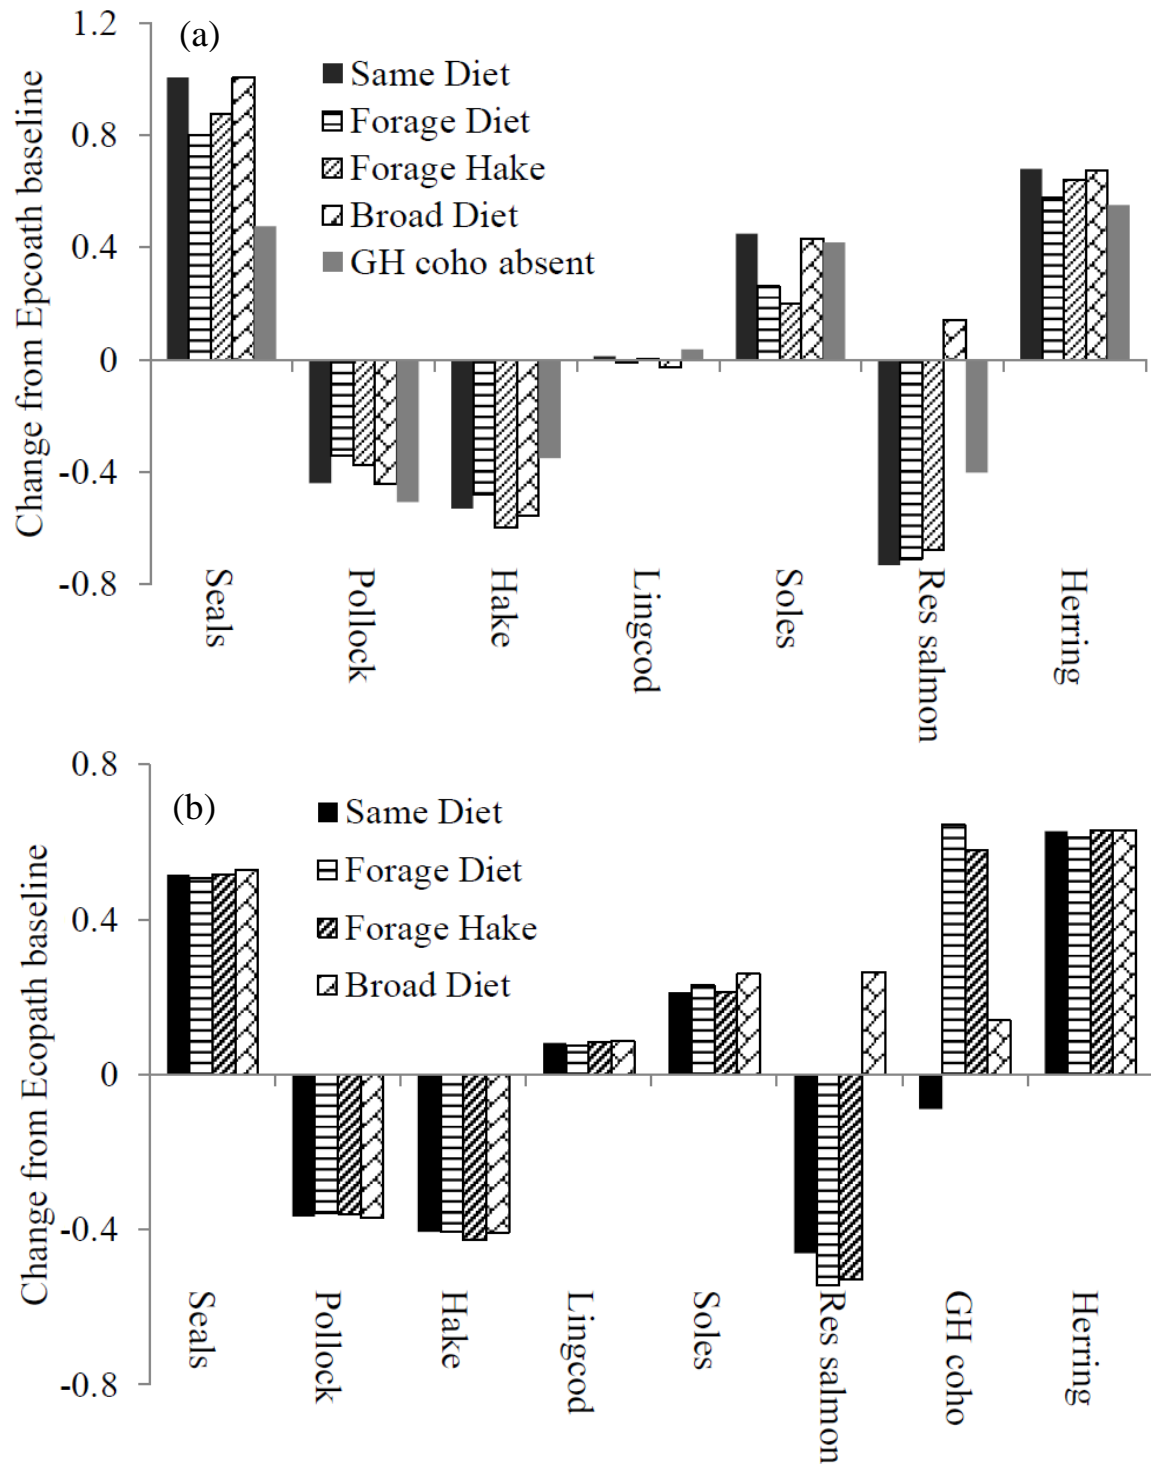 1.2
(a)
Same Diet
Forage Diet
Forage Hake
Broad Diet
GH coho absent
0.8
0.4
0
-0.4
-0.8
Change from Epcoath baseline
Seals
Pollock
Hake
Lingcod
Soles
Res salmon
Herring
0.8
(b)
Same Diet
Forage Diet
Forage Hake
Broad Diet
0.4
0
-0.4
-0.8
Change from Ecopath baseline
Seals
Pollock
Hake
Lingcod
Soles
Res salmon
GH coho
Herring